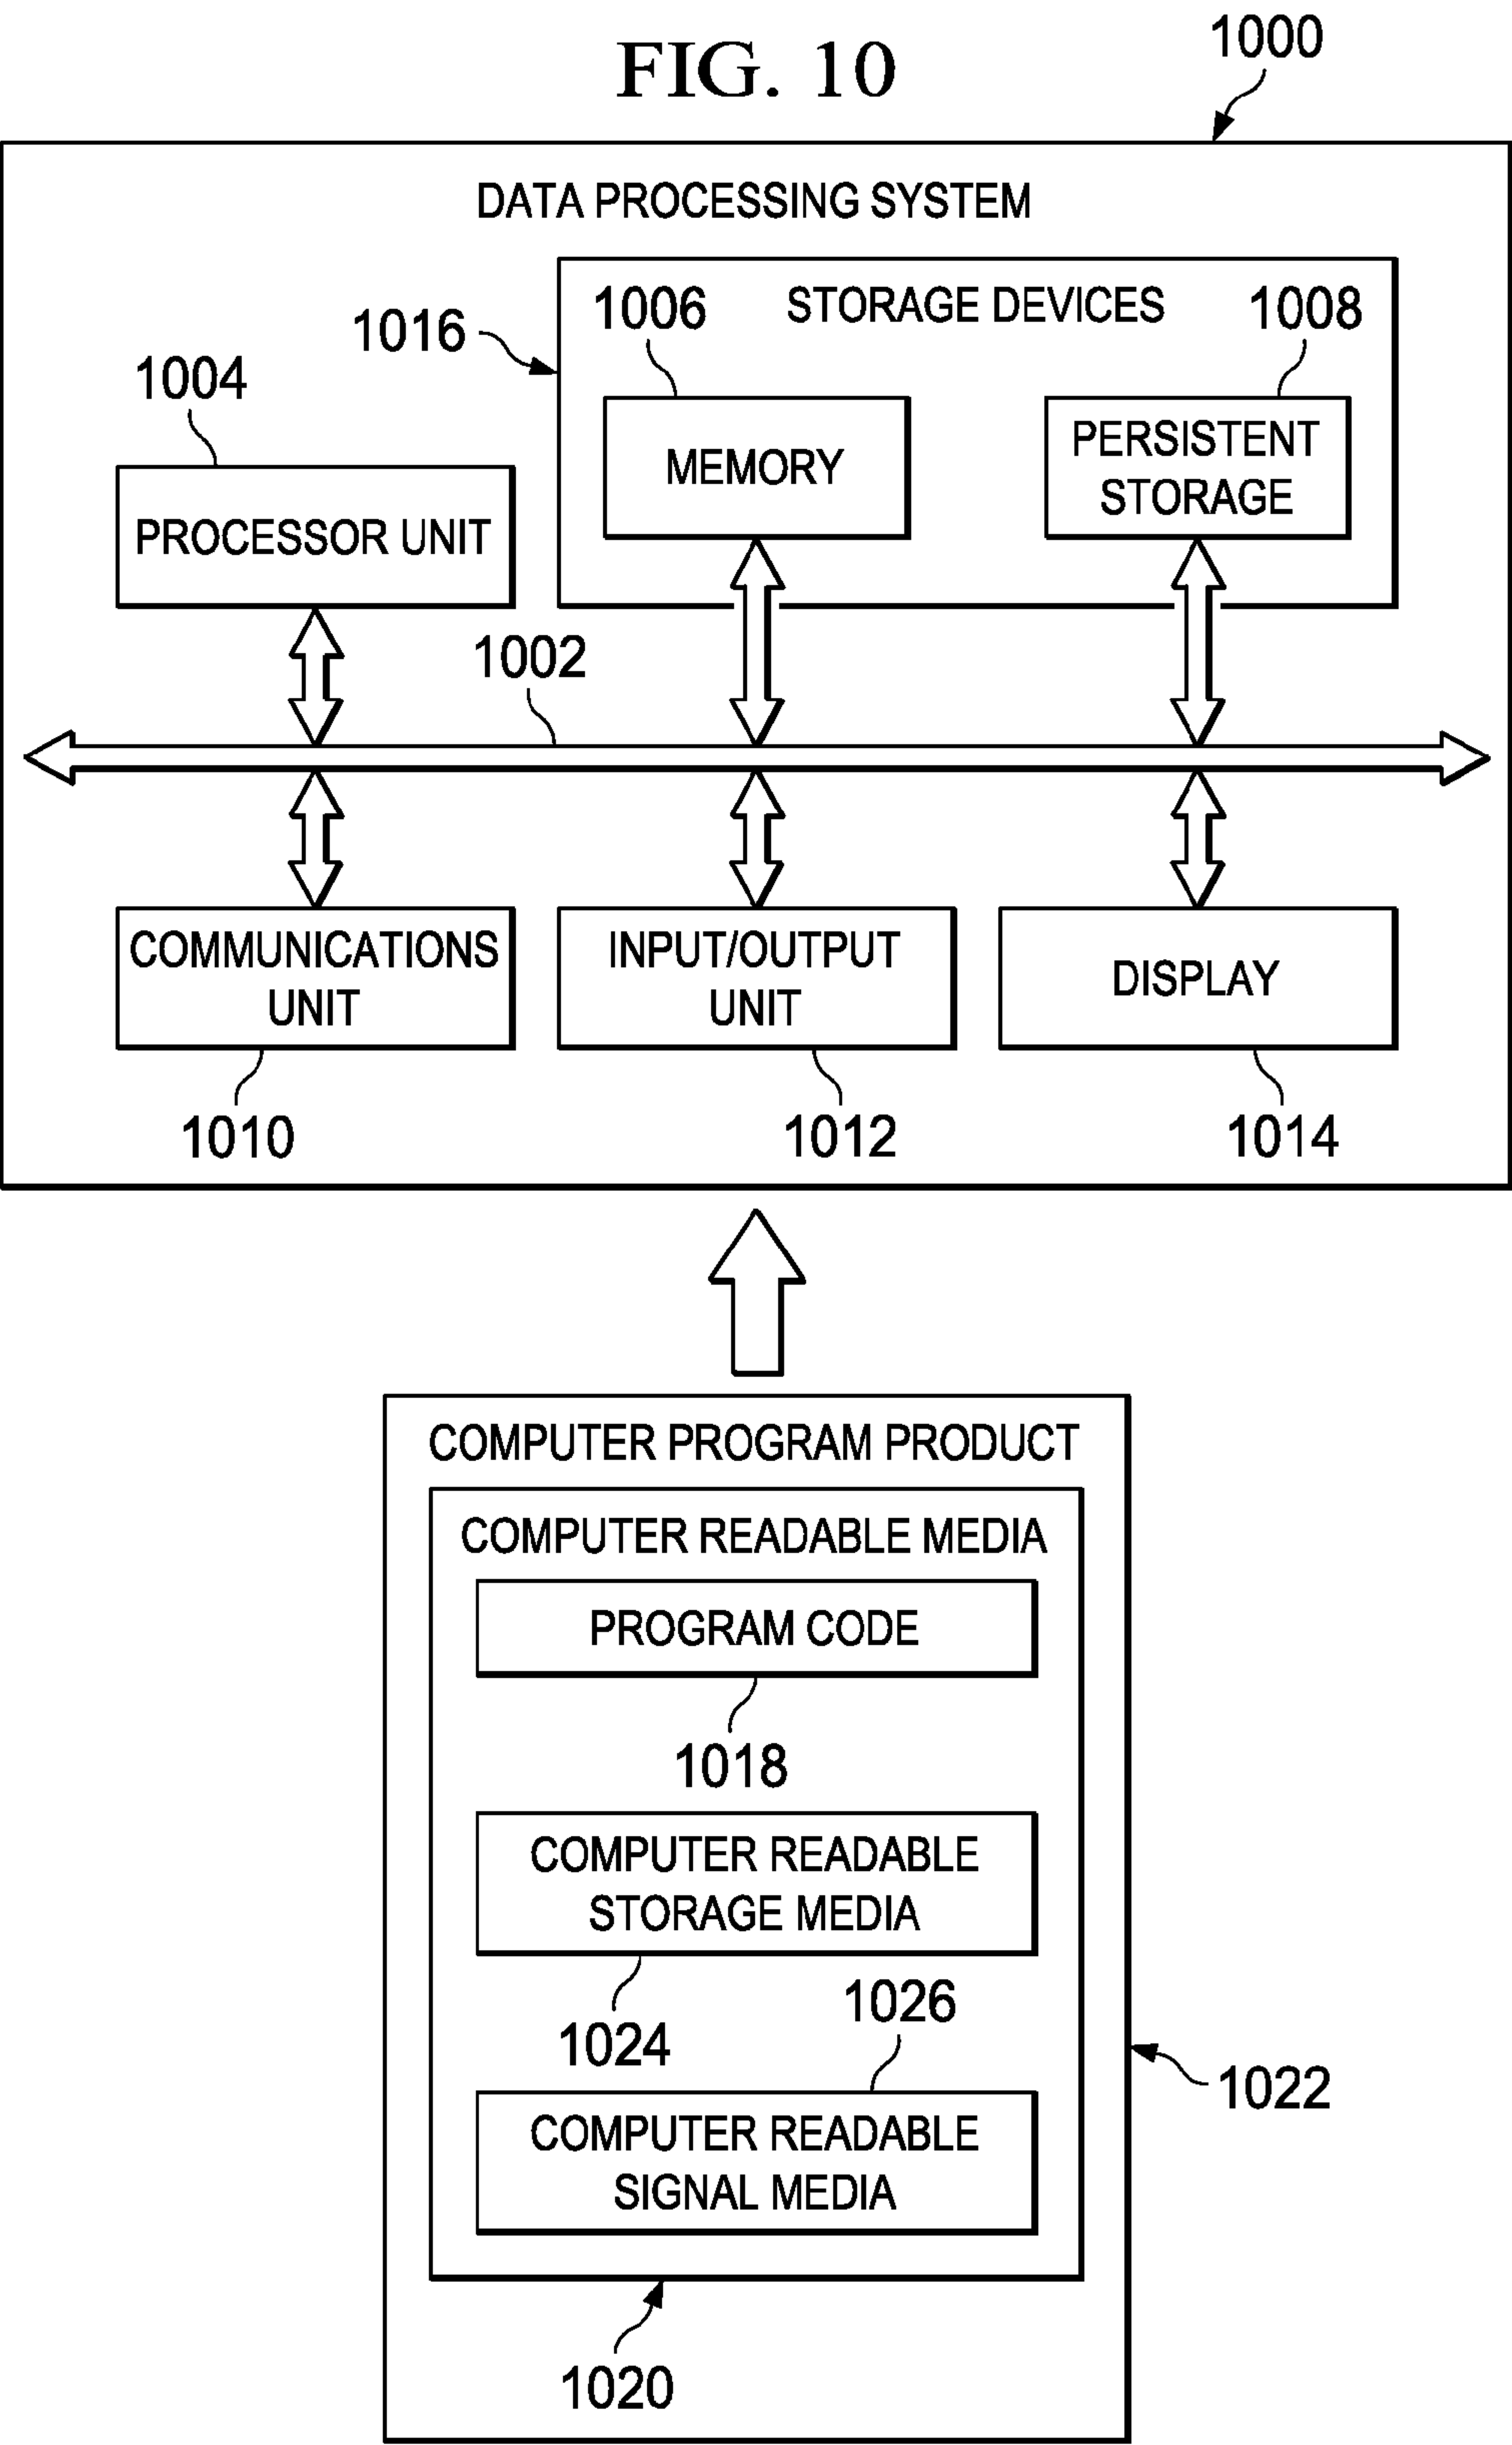 FIG. 10
1000
DATA PROCESSING SYSTEM
1016
1006
STORAGE DEVICES
1008
1004
MEMORY
PERSISTENT
STORAGE
PROCESSOR UNIT
1002
COMMUNICATIONS
UNIT
INPUT/OUTPUT
UNIT
DISPLAY
1010
1012
1014
COMPUTER PROGRAM PRODUCT
COMPUTER READABLE MEDIA
PROGRAM CODE
1018
COMPUTER READABLE
STORAGE MEDIA
1024
1026
1022
COMPUTER READABLE
SIGNAL MEDIA
1020